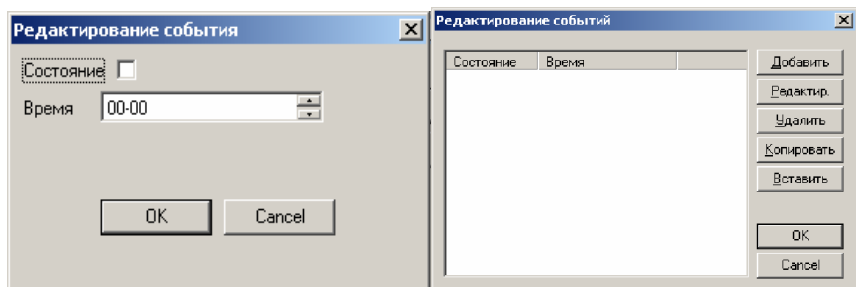 Редактирование события
Состояние
Время 00-00
OK Cancel
Редактирование событий
Состояние Время
Добавить
Редактир.
Удалить
Копировать
Вставить
OK
Cancel